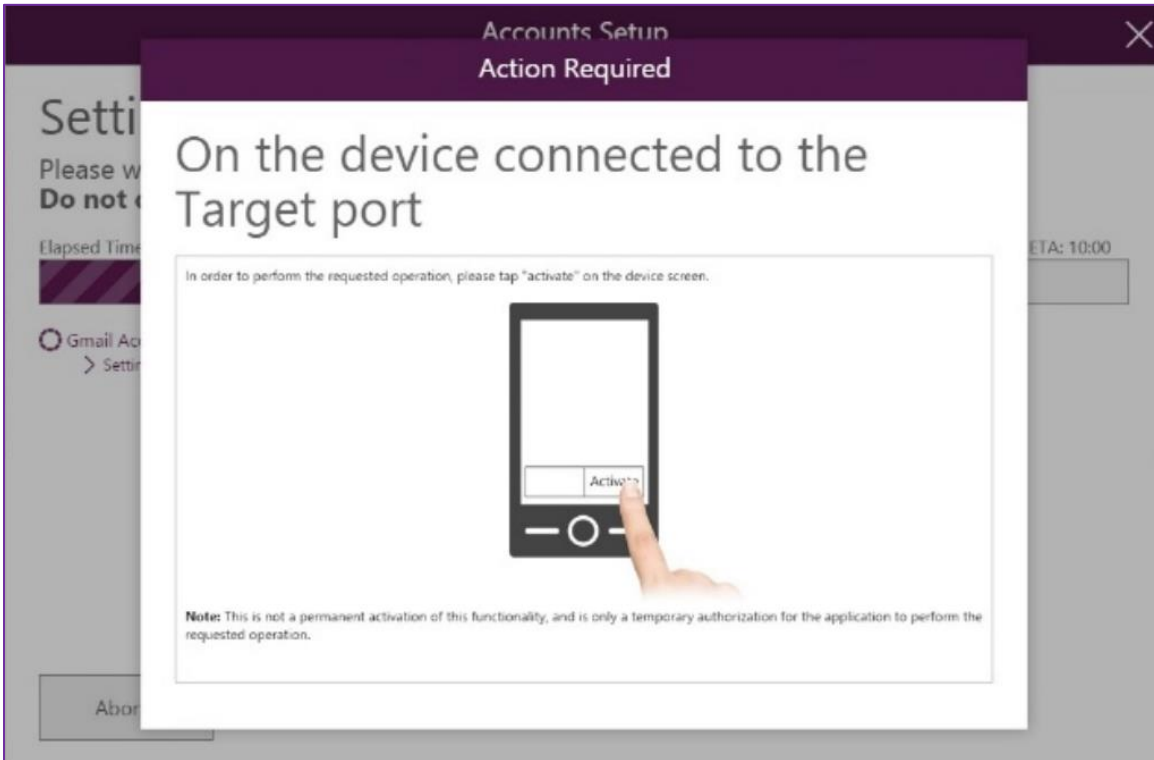 Accounts Setup
Action Required
Setti
Please w
Do not
Elapsed Time
ETA: 10:00
Gmail Ac
> Settin
On the device connected to the
Target port
In order to perform the requested operation, please tap "activate" on the device screen.
Activate
Note: This is not a permanent activation of this functionality, and is only a temporary authorization for the application to perform the
requested operation.
Abor